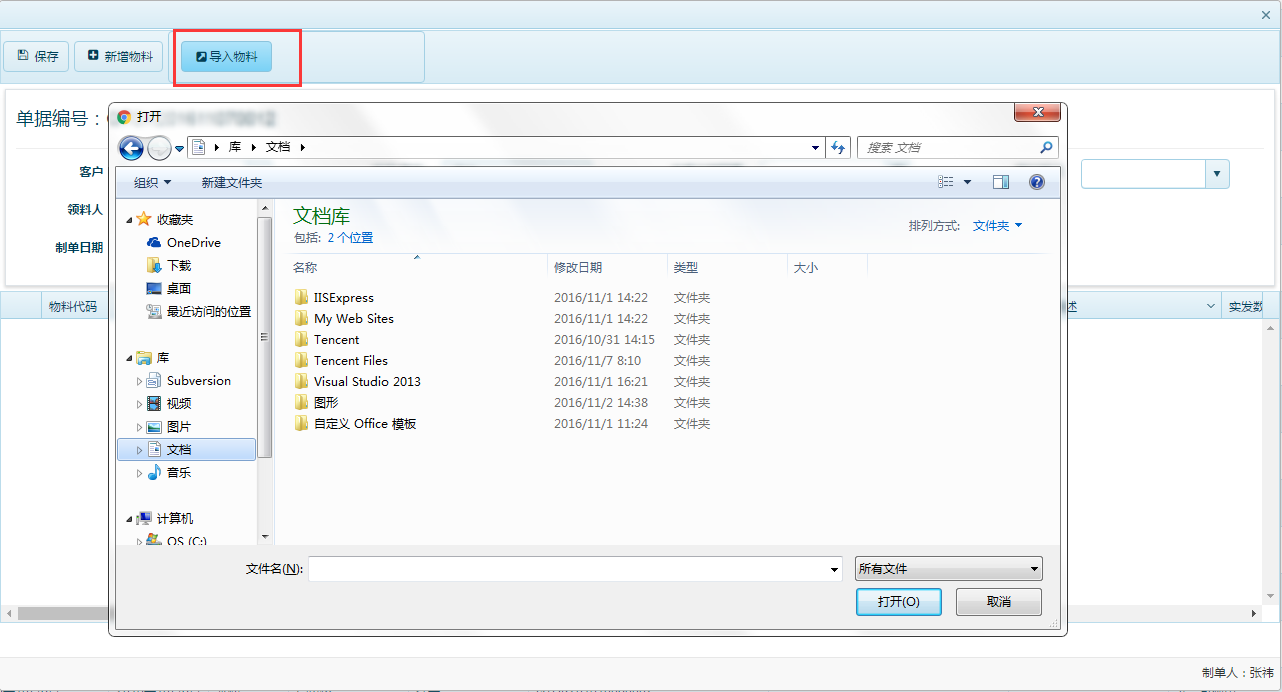 保存 新增物料 导入物料
单据编号：
打开
库 文档 搜索 文档
组织 新建文件夹
客户
领料人
制单日期
物料代码
述 实发数
收藏夹
OneDrive
下载
桌面
最近访问的位置
库
Subversion
视频
图片
文档
音乐
计算机
OS (C:)
文档库
包括: 2 个位置
排列方式: 文件夹
名称 修改日期 类型 大小
IISExpress 2016/11/1 14:22 文件夹
My Web Sites 2016/11/1 14:22 文件夹
Tencent 2016/10/31 14:15 文件夹
Tencent Files 2016/11/7 8:10 文件夹
Visual Studio 2013 2016/11/1 16:21 文件夹
图形 2016/11/2 14:38 文件夹
自定义 Office 模板 2016/11/1 11:24 文件夹
文件名(N): 所有文件
打开(O) 取消
制单人：张祎